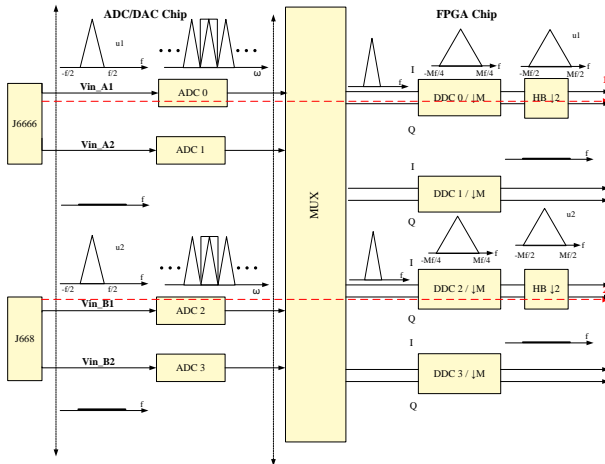 ADC/DAC Chip
FPGA Chip
u1
-f/2
f/2
f
• • •
• • •
ω
I
-Mf/4
Mf/4
f
u1
-Mf/2
Mf/2
f
Vin_A1
ADC 0
f
DDC 0 / ↓M
HB ↓2
1
J6666
Q
Vin_A2
ADC 1
MUX
I
f
DDC 1 / ↓M
f
Q
u2
-f/2
f/2
f
• • •
• • •
ω
f
I
-Mf/4
Mf/4
f
u2
-Mf/2
Mf/2
f
Vin_B1
ADC 2
DDC 2 / ↓M
HB ↓2
2
J668
Q
Vin_B2
ADC 3
I
f
DDC 3 / ↓M
f
Q